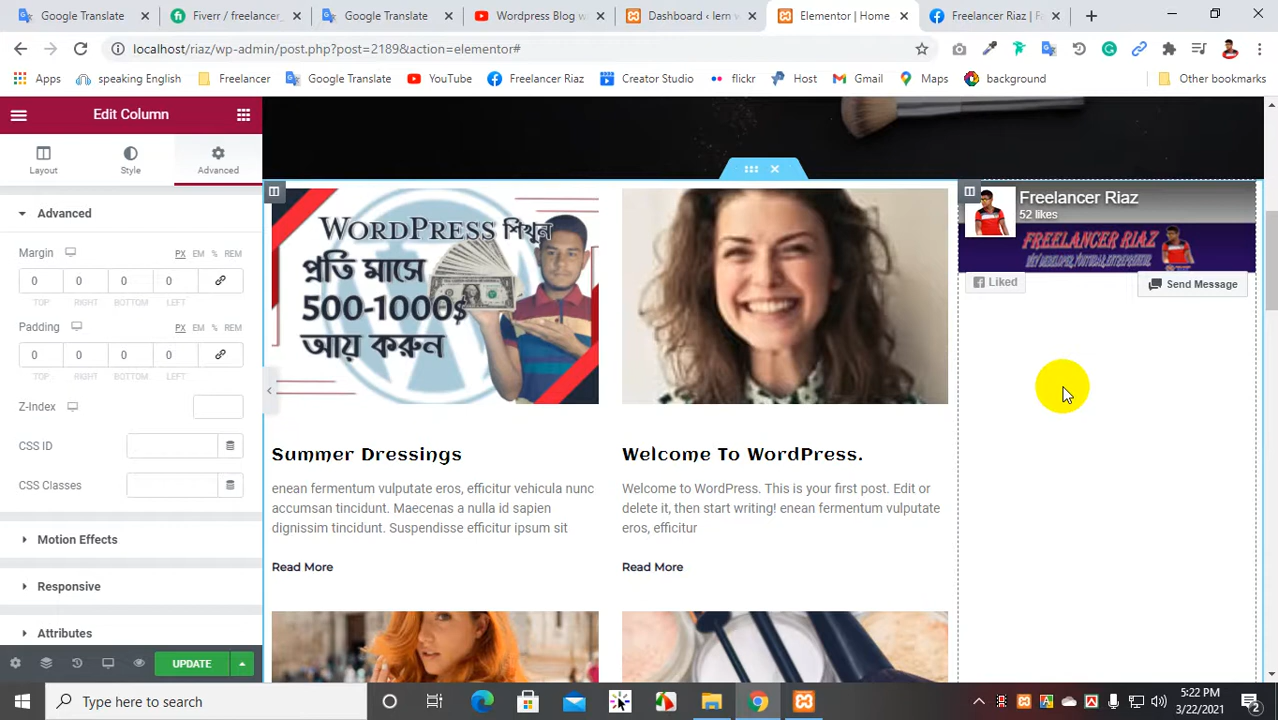 Google Translate
Fiverr / freelancer_
Google Translate
Wordpress Blog w
Dashboard ‹ lern w
Elementor | Home
Freelancer Riaz | F
localhost/riaz/wp-admin/post.php?post=2189&action=elementor#
Apps
speaking English
Freelancer
Google Translate
YouTube
Freelancer Riaz
Creator Studio
flickr
Host
Gmail
Maps
background
Other bookmarks
Edit Column
Layout
Style
Advanced
Advanced
Margin
PX EM % REM
0 0 0 0
TOP RIGHT BOTTOM LEFT
Padding
PX EM % REM
0 0 0 0
TOP RIGHT BOTTOM LEFT
Z-Index
CSS ID
CSS Classes
Motion Effects
Responsive
Attributes
UPDATE
WORDPRESS শিখুন
প্রতি মাসে
500-1000$
আয় করুন
Summer Dressings
enean fermentum vulputate eros, efficitur vehicula nunc
accumsan tincidunt. Maecenas a nulla id sapien
dignissim tincidunt. Suspendisse efficitur ipsum sit
Read More
Welcome To WordPress.
Welcome to WordPress. This is your first post. Edit or
delete it, then start writing! enean fermentum vulputate
eros, efficitur
Read More
Freelancer Riaz
52 likes
FREELANCER RIAZ
Liked
Send Message
Type here to search
5:22 PM
3/22/2021
2